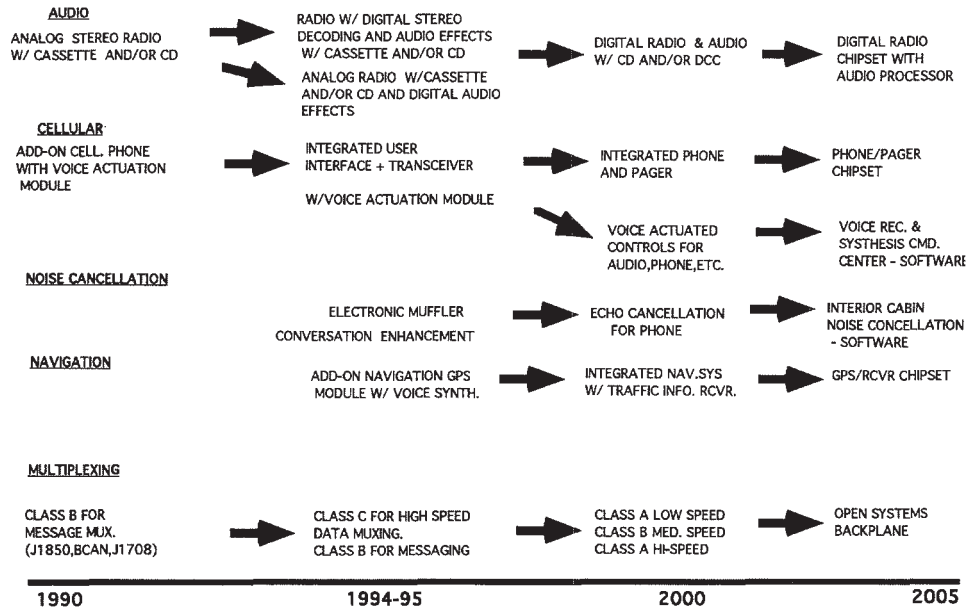 AUDIO
ANALOG STEREO RADIO
W/ CASSETTE AND/OR CD
RADIO W/ DIGITAL STEREO
DECODING AND AUDIO EFFECTS
W/ CASSETTE AND/OR CD
ANALOG RADIO W/CASSETTE
AND/OR CD AND DIGITAL AUDIO
EFFECTS
DIGITAL RADIO & AUDIO
W/ CD AND/OR DCC
DIGITAL RADIO
CHIPSET WITH
AUDIO PROCESSOR
CELLULAR
ADD-ON CELL. PHONE
WITH VOICE ACTUATION
MODULE
INTEGRATED USER
INTERFACE + TRANSCEIVER
W/VOICE ACTUATION MODULE
INTEGRATED PHONE
AND PAGER
PHONE/PAGER
CHIPSET
VOICE ACTUATED
CONTROLS FOR
AUDIO,PHONE,ETC.
VOICE REC. &
SYSTHESIS CMD.
CENTER - SOFTWARE
NOISE CANCELLATION
ELECTRONIC MUFFLER
CONVERSATION ENHANCEMENT
ECHO CANCELLATION
FOR PHONE
INTERIOR CABIN
NOISE CONCELLATION
- SOFTWARE
NAVIGATION
ADD-ON NAVIGATION GPS
MODULE W/ VOICE SYNTH.
INTEGRATED NAV.SYS
W/ TRAFFIC INFO. RCVR.
GPS/RCVR CHIPSET
MULTIPLEXING
CLASS B FOR
MESSAGE MUX.
(J1850,BCAN,J1708)
CLASS C FOR HIGH SPEED
DATA MUXING.
CLASS B FOR MESSAGING
CLASS A LOW SPEED
CLASS B MED. SPEED
CLASS A HI-SPEED
OPEN SYSTEMS
BACKPLANE
1990 1994-95 2000 2005